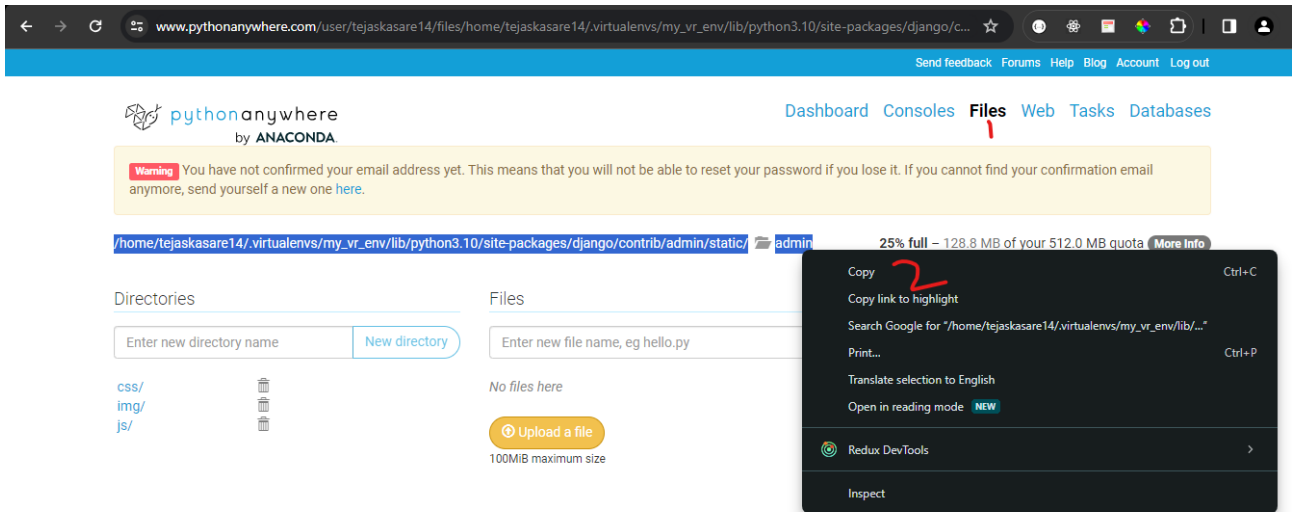 www.pythonanywhere.com/user/tejaskasare14/files/home/tejaskasare14/.virtualenvs/my_vr_env/lib/python3.10/site-packages/django/c...
Send feedback Forums Help Blog Account Log out
pythonanywhere
by ANACONDA.
Dashboard Consoles Files Web Tasks Databases
1
Warning You have not confirmed your email address yet. This means that you will not be able to reset your password if you lose it. If you cannot find your confirmation email
anymore, send yourself a new one here.
/home/tejaskasare14/.virtualenvs/my_vr_env/lib/python3.10/site-packages/django/contrib/admin/static/ admin
25% full – 128.8 MB of your 512.0 MB quota More Info
Directories
Enter new directory name New directory
css/
img/
js/
Files
Enter new file name, eg hello.py
No files here
Upload a file
100MiB maximum size
Copy Ctrl+C
2
Copy link to highlight
Search Google for “/home/tejaskasare14/.virtualenvs/my_vr_env/lib/...”
Print... Ctrl+P
Translate selection to English
Open in reading mode NEW
Redux DevTools
Inspect